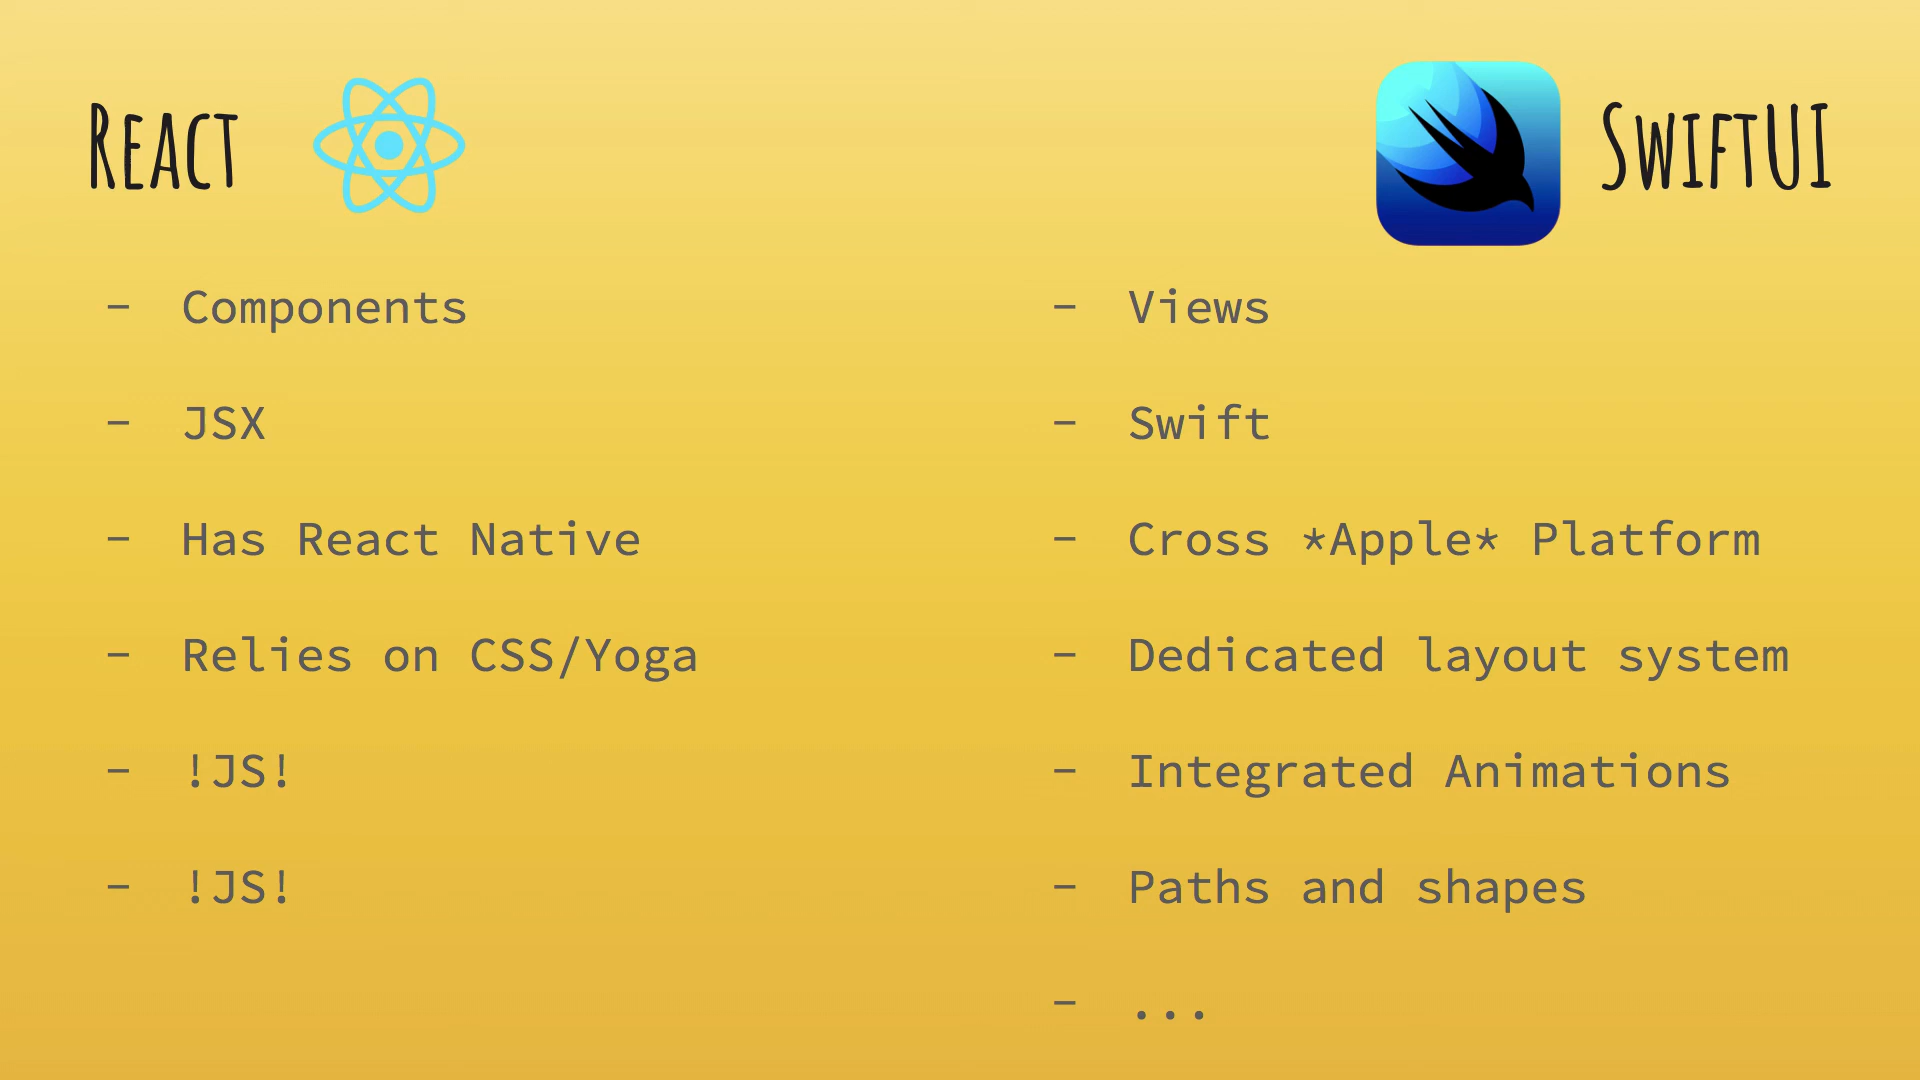 React
- Components
- JSX
- Has React Native
- Relies on CSS/Yoga
- !JS!
- !JS!
SwiftUI
- Views
- Swift
- Cross *Apple* Platform
- Dedicated layout system
- Integrated Animations
- Paths and shapes
- ...